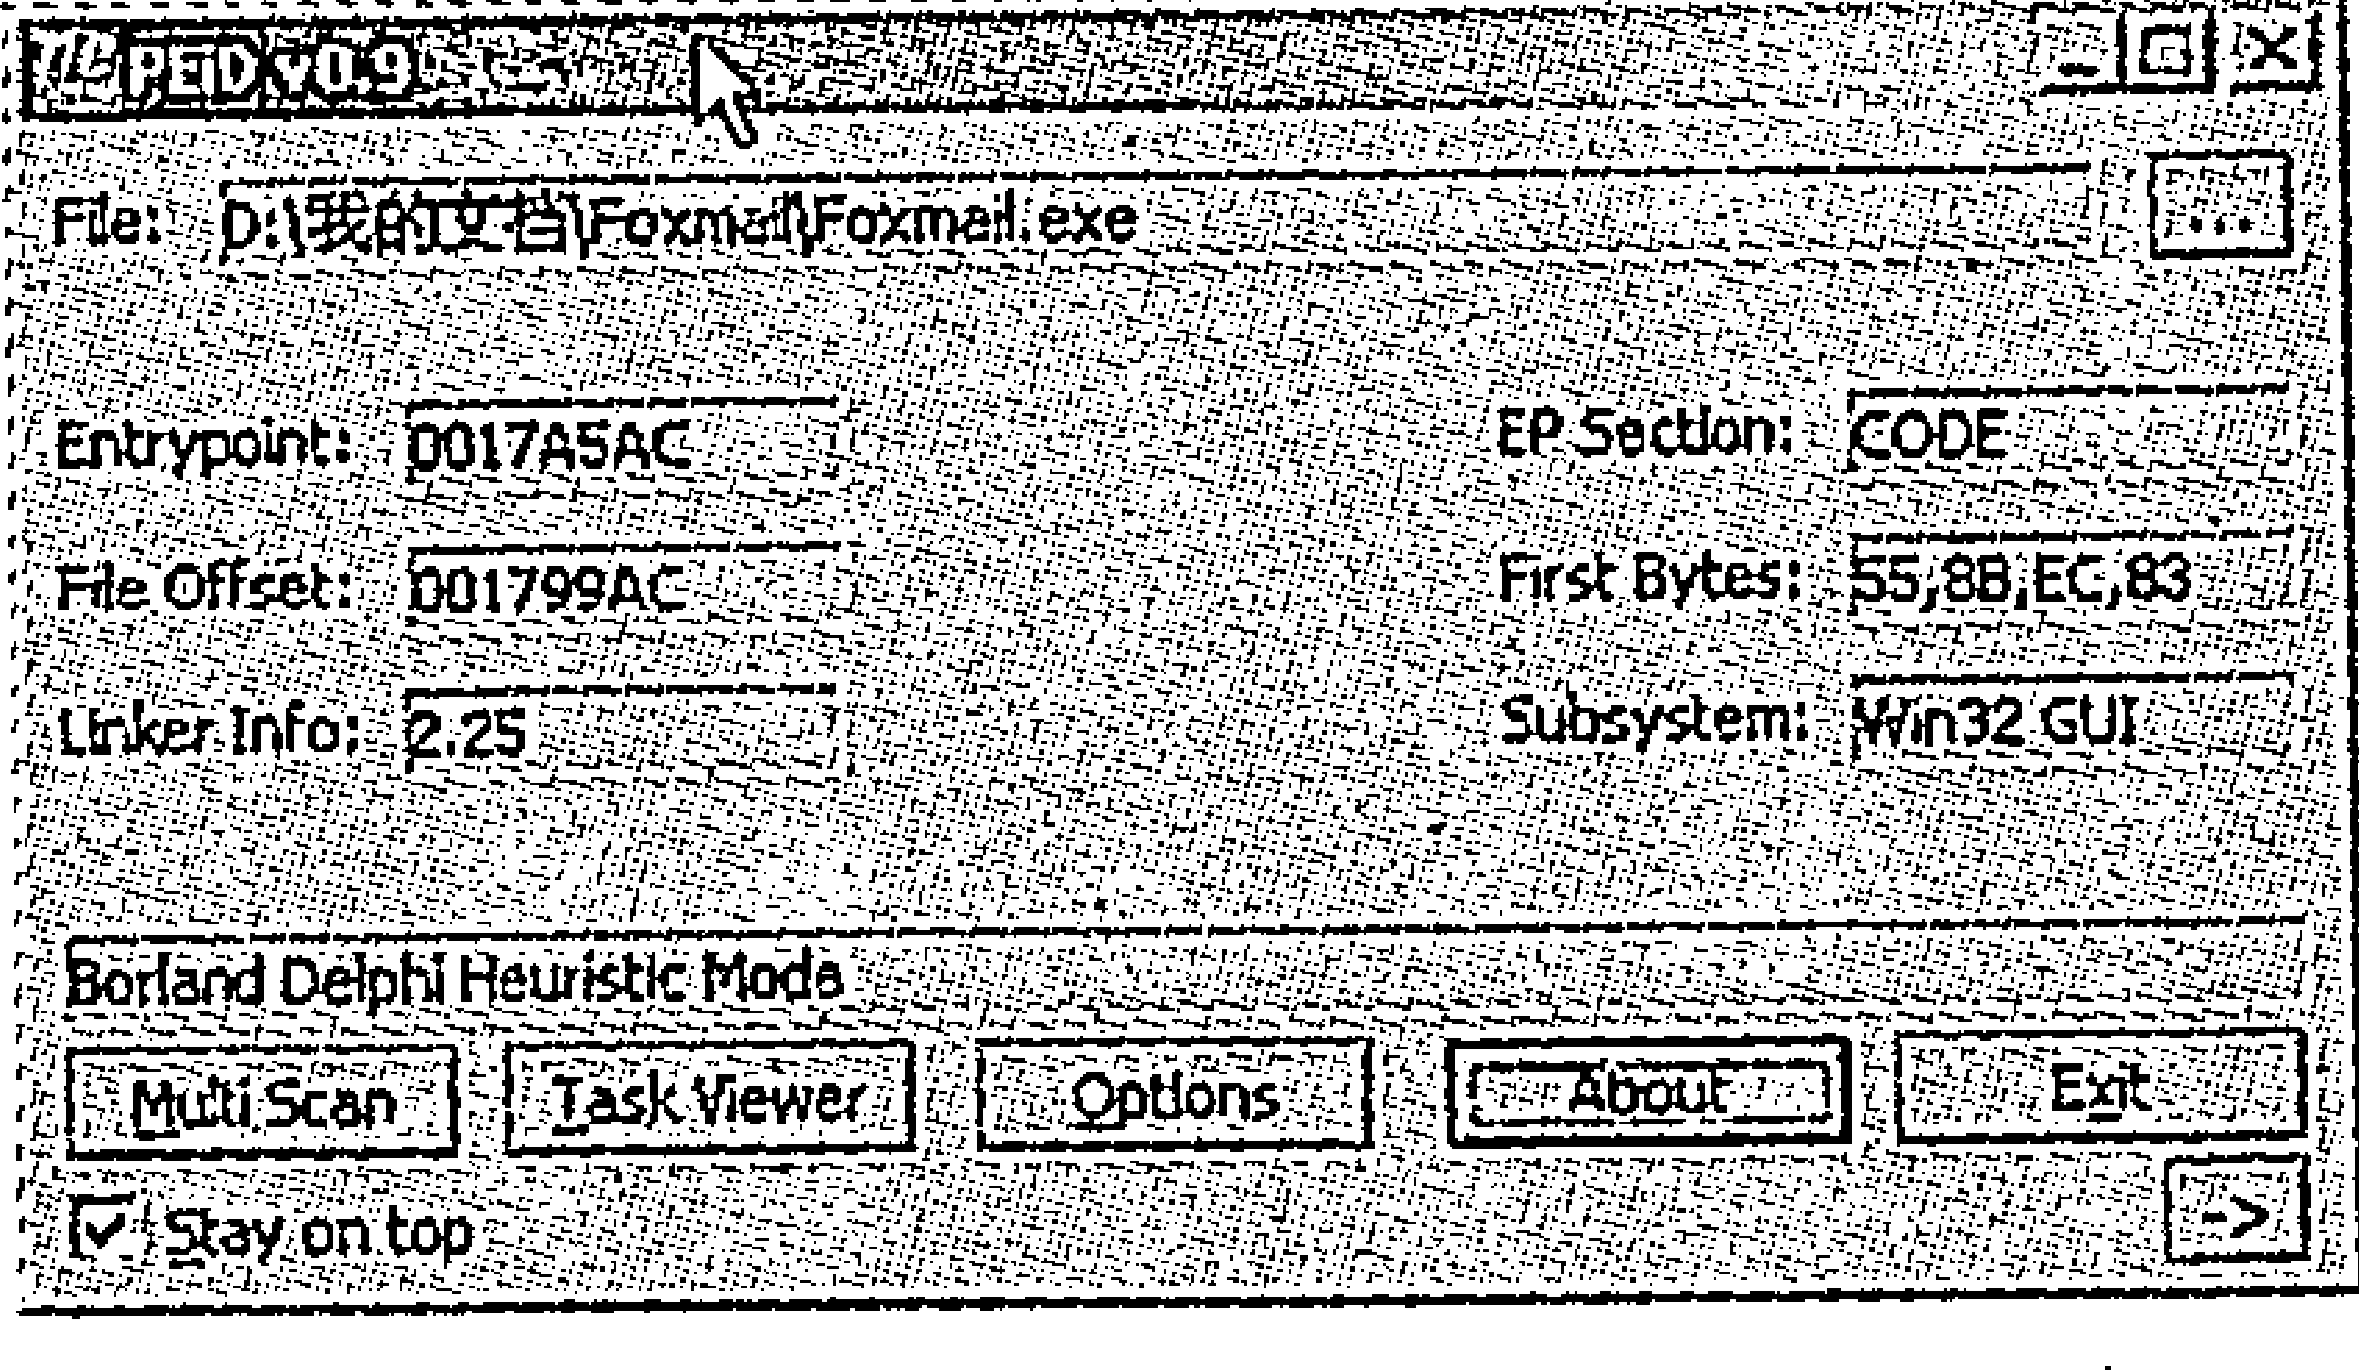 PEiD v0.9
File: D:\我的文档\Foxmail\Foxmail.exe ...
Entrypoint: 0017A5AC EP Section: CODE
File Offset: 001799AC First Bytes: 55,8B,EC,83
Linker Info: 2.25 Subsystem: Win32 GUI
Borland Delphi Heuristic Mode
Multi Scan Task Viewer Options About Exit
Stay on top ->